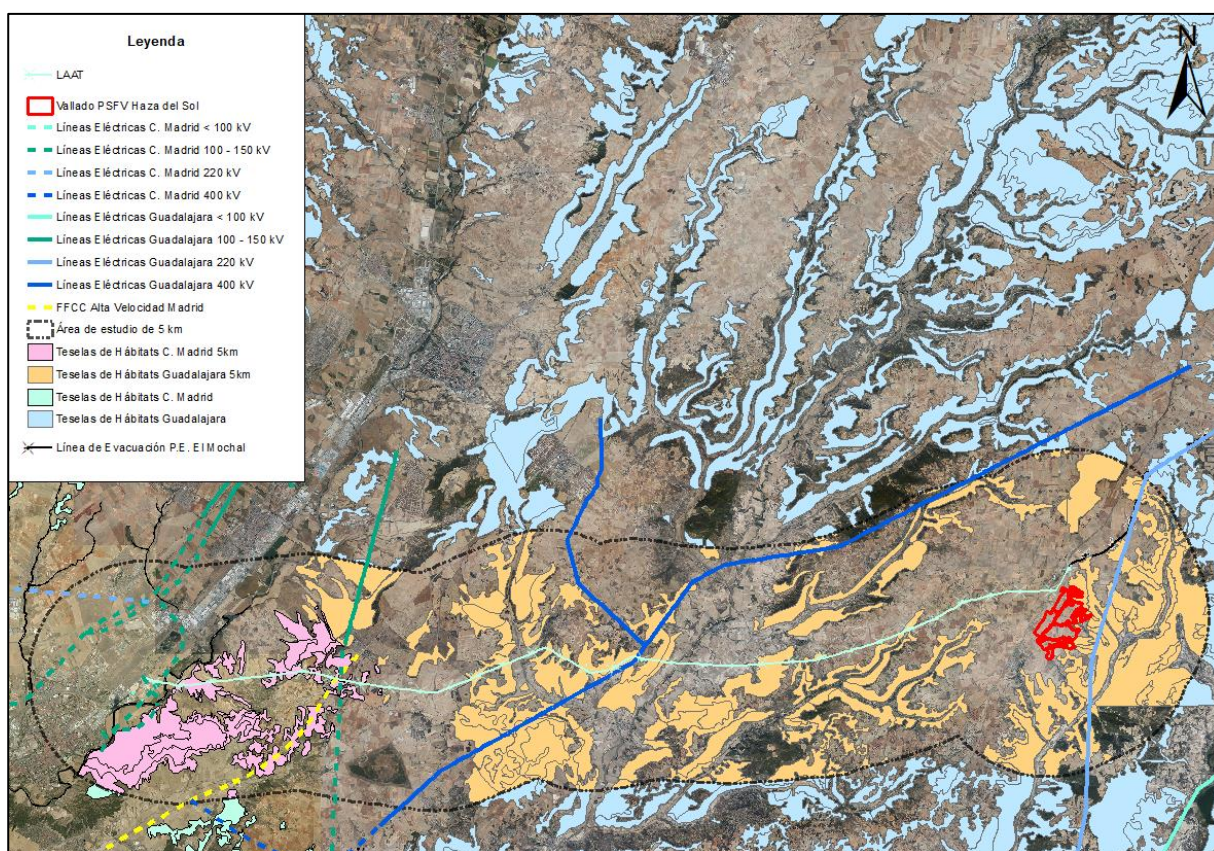 Leyenda
LAAT
Vallado PSFV Haza del Sol
Líneas Eléctricas C. Madrid < 100 kV
Líneas Eléctricas C. Madrid 100 - 150 kV
Líneas Eléctricas C. Madrid 220 kV
Líneas Eléctricas C. Madrid 400 kV
Líneas Eléctricas Guadalajara < 100 kV
Líneas Eléctricas Guadalajara 100 - 150 kV
Líneas Eléctricas Guadalajara 220 kV
Líneas Eléctricas Guadalajara 400 kV
FFCC Alta Velocidad Madrid
Área de estudio de 5 km
Teselas de Hábitats C. Madrid 5km
Teselas de Hábitats Guadalajara 5km
Teselas de Hábitats C. Madrid
Teselas de Hábitats Guadalajara
Línea de Evacuación P.E. El Mochal
N